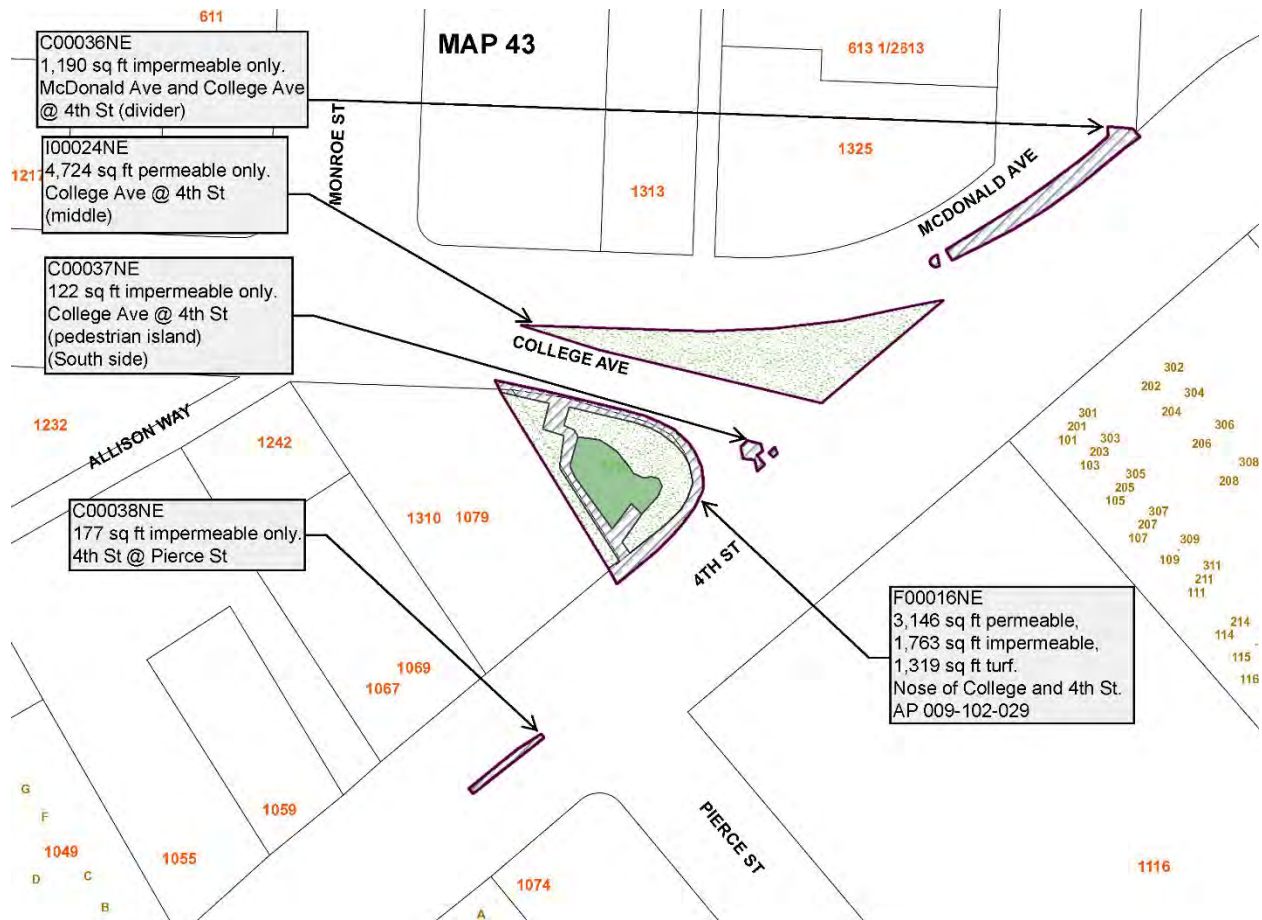 611
MAP 43
613 1/2613
C00036NE
1,190 sq ft impermeable only.
McDonald Ave and College Ave
@ 4th St (divider)
I00024NE
4,724 sq ft permeable only.
College Ave @ 4th St
(middle)
1217
MONROE ST
1313
1325
MCDONALD AVE
C00037NE
122 sq ft impermeable only.
College Ave @ 4th St
(pedestrian island)
(South side)
COLLEGE AVE
1232
ALLISON WAY
1242
1310 1079
C00038NE
177 sq ft impermeable only.
4th St @ Pierce St
4TH ST
F00016NE
3,146 sq ft permeable,
1,763 sq ft impermeable,
1,319 sq ft turf.
Nose of College and 4th St.
AP 009-102-029
302
202
304
204
301
201
101
306
206
303
203
103
308
208
305
205
105
307
207
107
309
109
311
211
111
214
114
115
116
1069
1067
1059
1055
1049
G
F
D
C
B
PIERCE ST
1074
A
1116